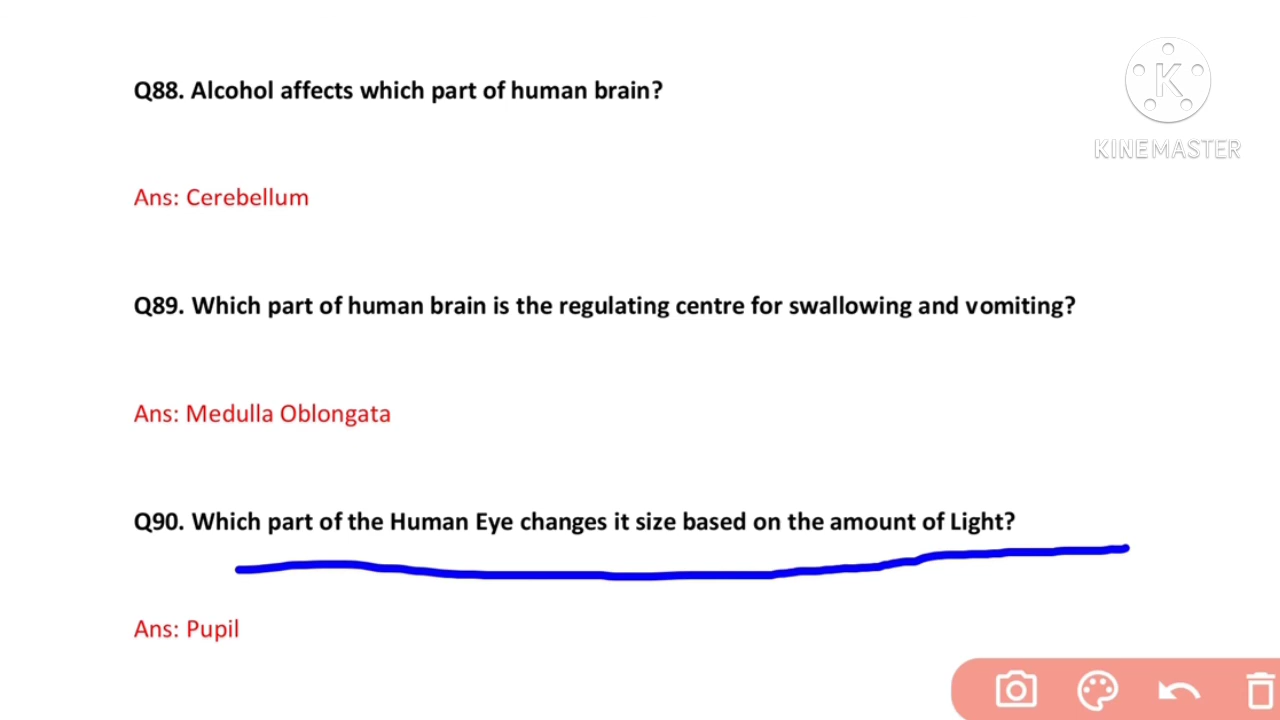 Q88. Alcohol affects which part of human brain?
K
KINEMASTER
Ans: Cerebellum
Q89. Which part of human brain is the regulating centre for swallowing and vomiting?
Ans: Medulla Oblongata
Q90. Which part of the Human Eye changes it size based on the amount of Light?
Ans: Pupil